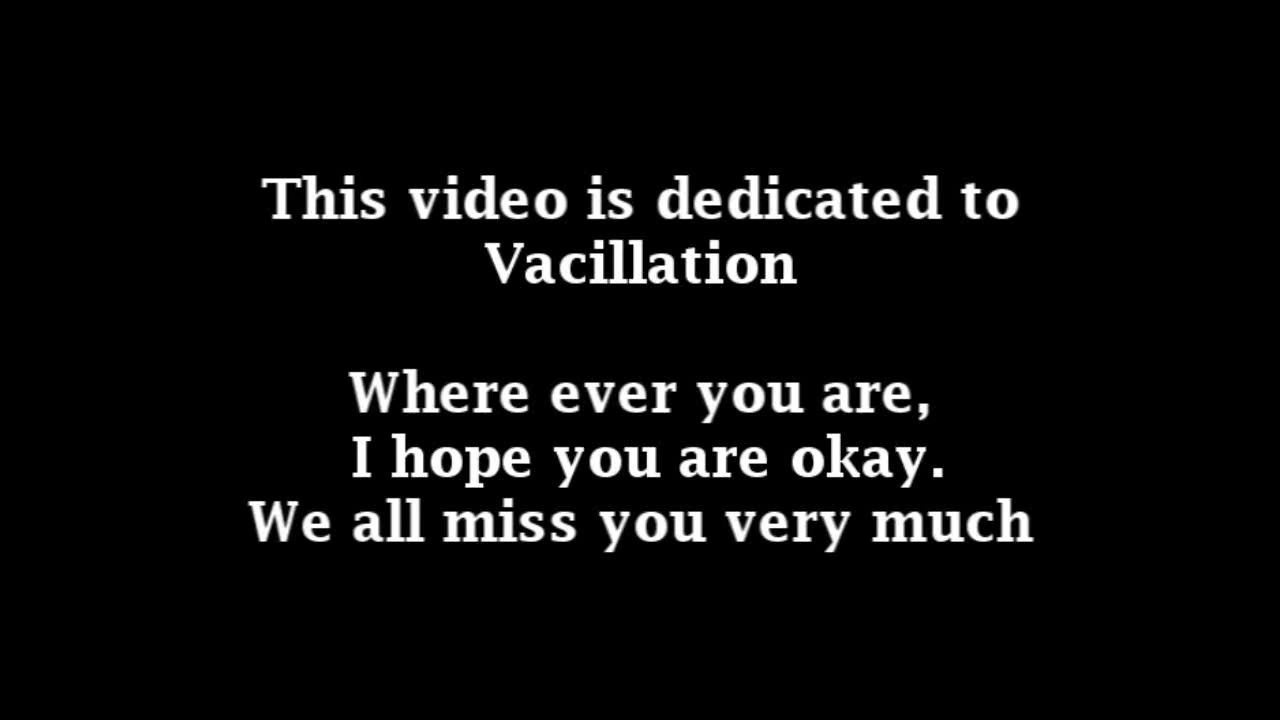 This video is dedicated to
Vacillation
Where ever you are,
I hope you are okay.
We all miss you very much